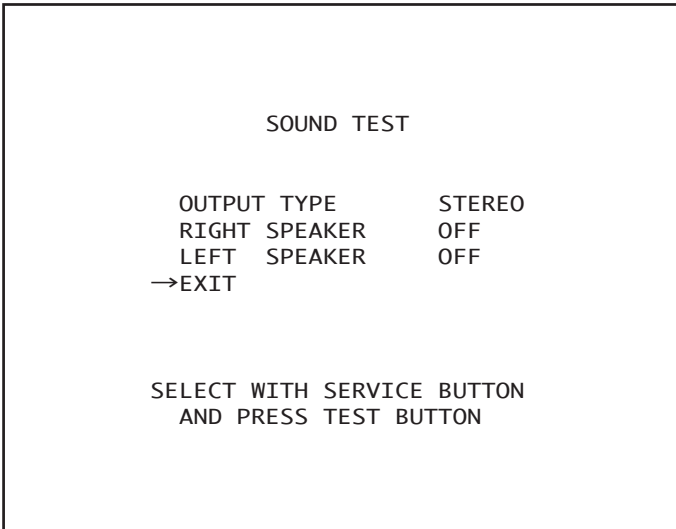 SOUND TEST
OUTPUT TYPE STEREO
RIGHT SPEAKER OFF
LEFT SPEAKER OFF
→EXIT
SELECT WITH SERVICE BUTTON
AND PRESS TEST BUTTON